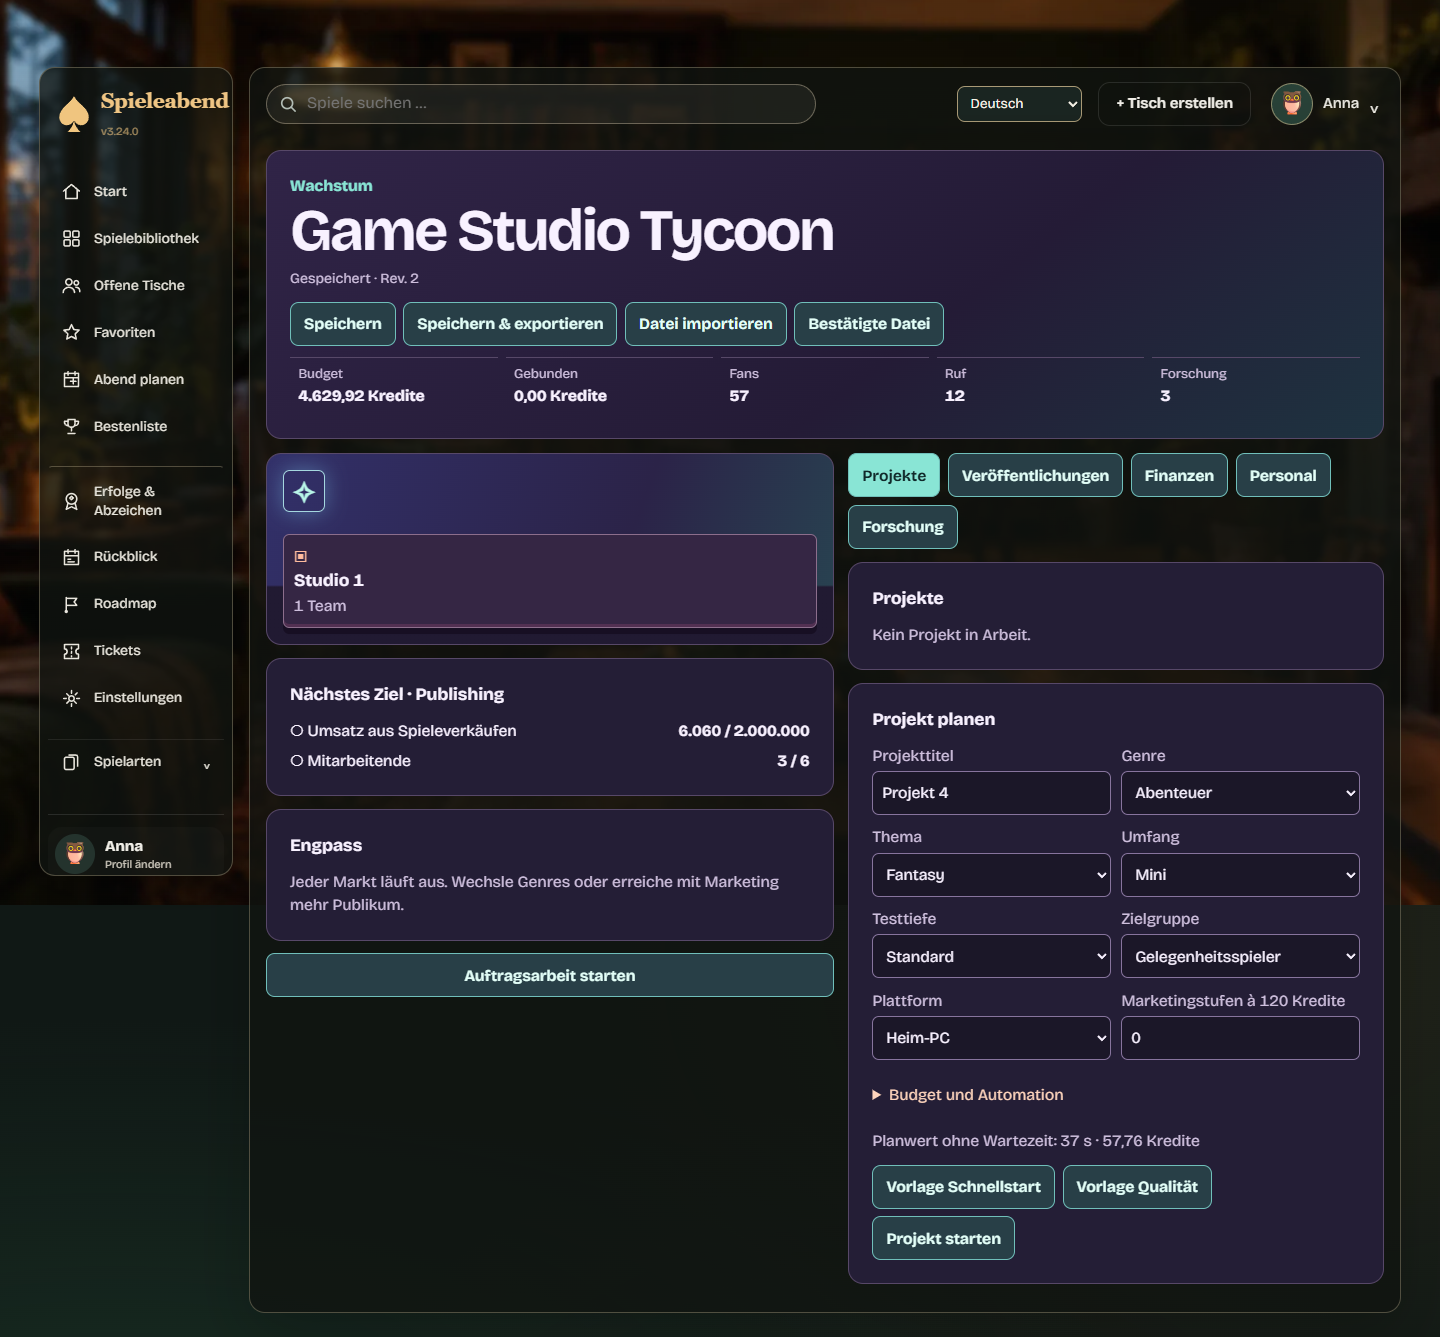 Spieleabend
v3.24.0
Start
Spielebibliothek
Offene Tische
Favoriten
Abend planen
Bestenliste
Erfolge &
Abzeichen
Rückblick
Roadmap
Tickets
Einstellungen
Spielarten
Anna
Profil ändern
Spiele suchen ...
Deutsch
+ Tisch erstellen
Anna
Wachstum
Game Studio Tycoon
Gespeichert · Rev. 2
Speichern
Speichern & exportieren
Datei importieren
Bestätigte Datei
Budget
4.629,92 Kredite
Gebunden
0,00 Kredite
Fans
57
Ruf
12
Forschung
3
Studio 1
1 Team
Nächstes Ziel · Publishing
Umsatz aus Spieleverkäufen 6.060 / 2.000.000
Mitarbeitende 3 / 6
Engpass
Jeder Markt läuft aus. Wechsle Genres oder erreiche mit Marketing
mehr Publikum.
Auftragsarbeit starten
Projekte
Veröffentlichungen
Finanzen
Personal
Forschung
Projekte
Kein Projekt in Arbeit.
Projekt planen
Projekttitel
Projekt 4
Genre
Abenteuer
Thema
Fantasy
Umfang
Mini
Testtiefe
Standard
Zielgruppe
Gelegenheitsspieler
Plattform
Heim-PC
Marketingstufen à 120 Kredite
0
Budget und Automation
Planwert ohne Wartezeit: 37 s · 57,76 Kredite
Vorlage Schnellstart
Vorlage Qualität
Projekt starten